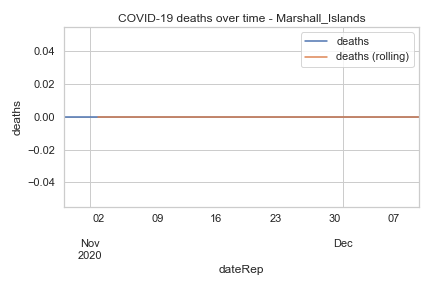 COVID-19 deaths over time - Marshall_Islands
deaths
deaths (rolling)
deaths
0.04
0.02
0.00
−0.02
−0.04
02 09 16 23 30 07
Nov Dec
2020
dateRep